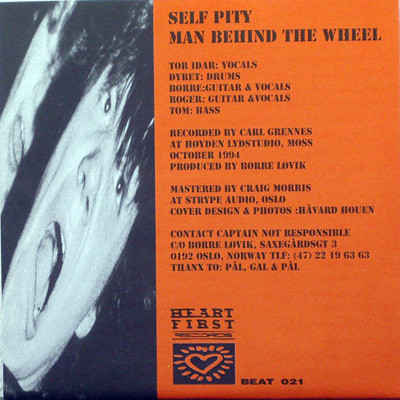 SELF PITY
MAN BEHIND THE WHEEL
TOR IDAR: VOCALS
DYRET: DRUMS
BØRRE:GUITAR & VOCALS
ROGER: GUITAR &VOCALS
TOM: BASS
RECORDED BY CARL GRENNES
AT HØYDEN LYDSTUDIO, MOSS
OCTOBER 1994
PRODUCED BY BØRRE LØVIK
MASTERED BY CRAIG MORRIS
AT STRYPE AUDIO, OSLO
COVER DESIGN & PHOTOS :HÅVARD HOUEN
CONTACT CAPTAIN NOT RESPONSIBLE
C/O BØRRE LØVIK, SAXEGÅRDSGT 3
0192 OSLO, NORWAY TLF: (47) 22 19 63 63
THANX TO: PÅL, GAL & PÅL
HEART
FIRST
BEAT 021